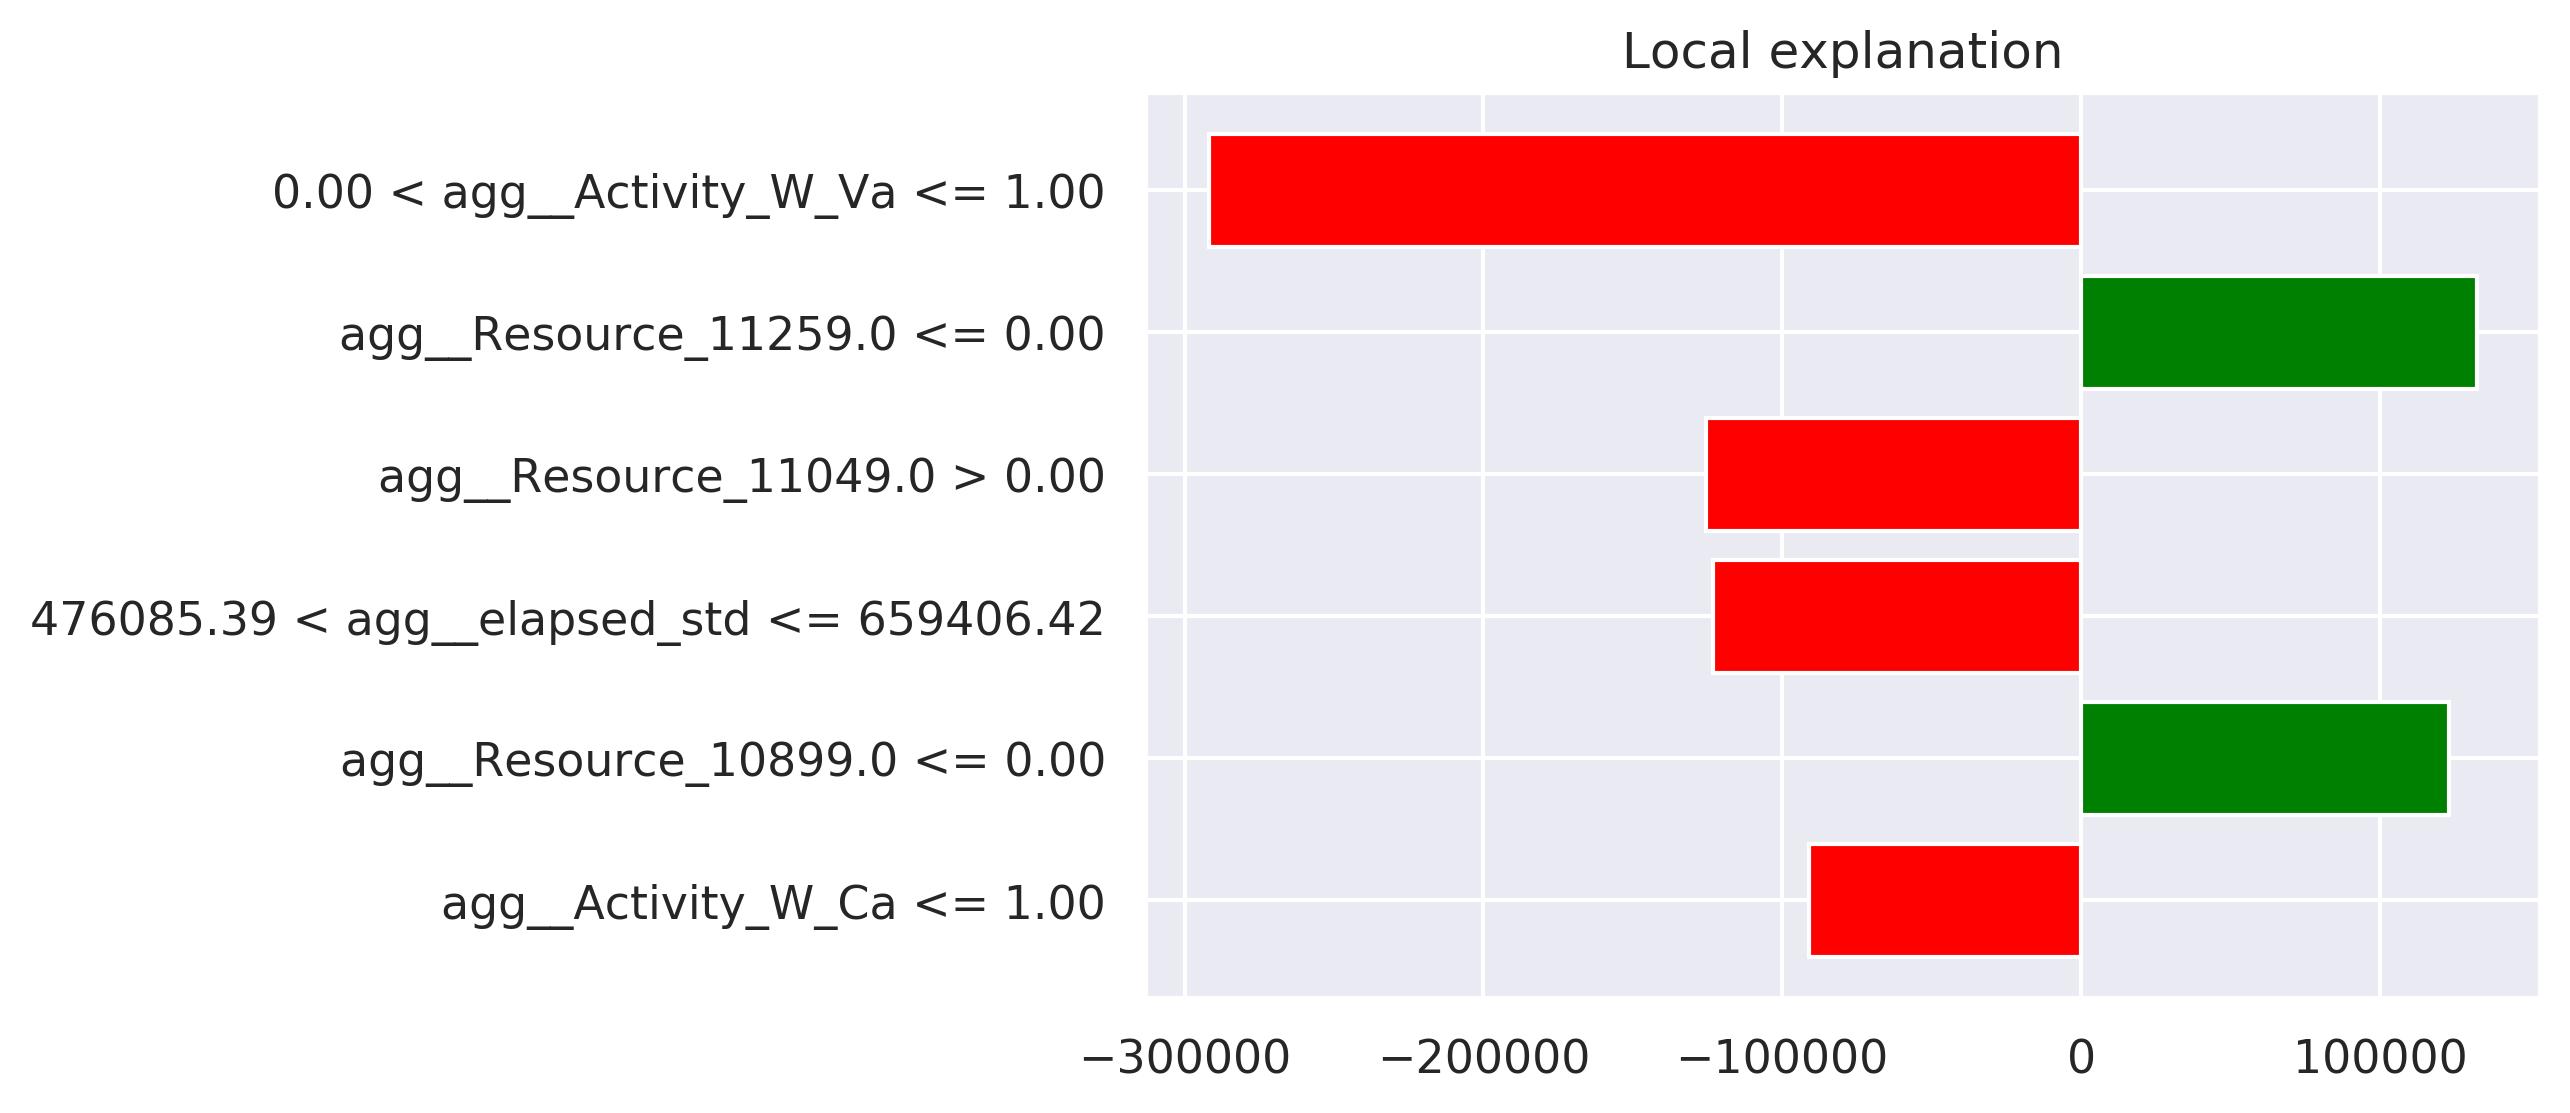 Local explanation
0.00 < agg__Activity_W_Va <= 1.00
agg__Resource_11259.0 <= 0.00
agg__Resource_11049.0 > 0.00
476085.39 < agg__elapsed_std <= 659406.42
agg__Resource_10899.0 <= 0.00
agg__Activity_W_Ca <= 1.00
−300000 −200000 −100000 0 100000